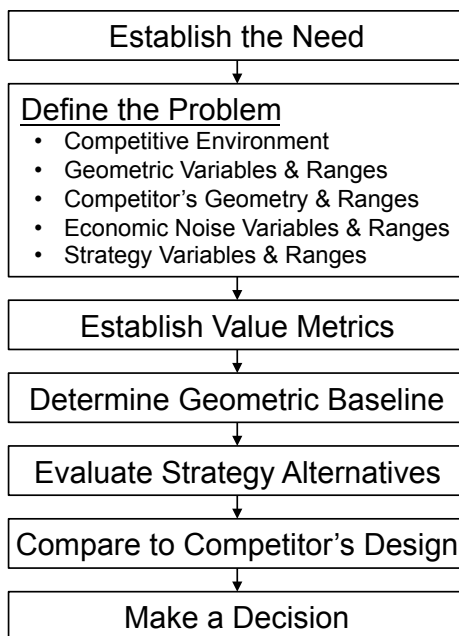 Establish the Need
Define the Problem
• Competitive Environment
• Geometric Variables & Ranges
• Competitor’s Geometry & Ranges
• Economic Noise Variables & Ranges
• Strategy Variables & Ranges
Establish Value Metrics
Determine Geometric Baseline
Evaluate Strategy Alternatives
Compare to Competitor’s Design
Make a Decision